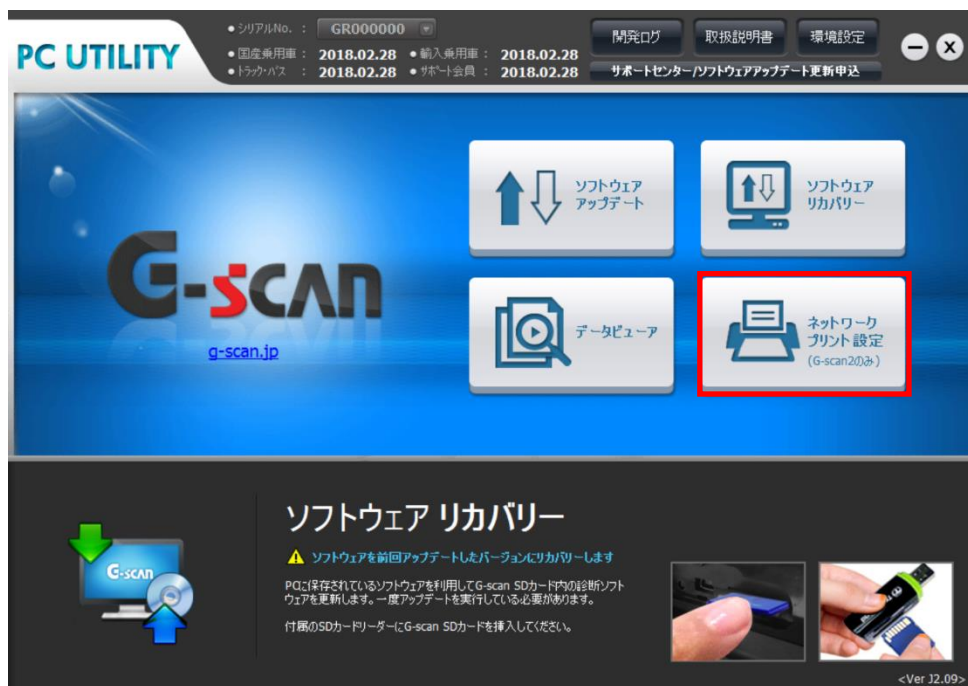 PC UTILITY
● シリアルNo. : GR000000
● 国産乗用車 : 2018.02.28 ● 輸入乗用車 : 2018.02.28
● トラック・バス : 2018.02.28 ● サポート会員 : 2018.02.28
開発ログ 取扱説明書 環境設定
サポートセンター/ソフトウェアアップデート更新申込
G-SCAN
g-scan.jp
ソフトウェア
アップデート
ソフトウェア
リカバリー
データビューア
ネットワーク
プリント設定
(G-scan2のみ)
G-SCAN
ソフトウェア リカバリー
ソフトウェアを前回アップデートしたバージョンにリカバリーします
PCに保存されているソフトウェアを利用してG-scan SDカード内の診断ソフト
ウェアを更新します。一度アップデートを実行している必要があります。
付属のSDカードリーダーにG-scan SDカードを挿入してください。
<Ver J2.09>